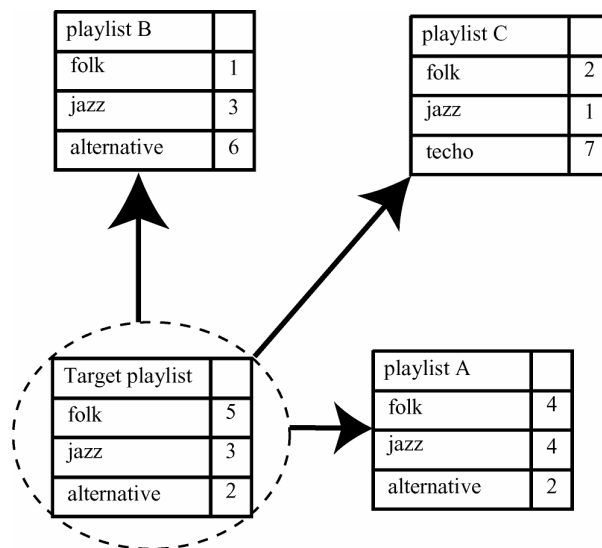 playlist B
folk 1
jazz 3
alternative 6
playlist C
folk 2
jazz 1
techo 7
Target playlist
folk 5
jazz 3
alternative 2
playlist A
folk 4
jazz 4
alternative 2